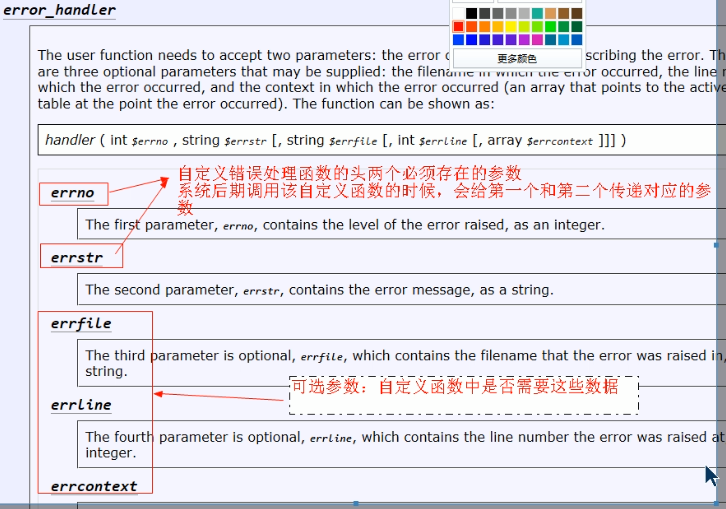 error_handler
更多颜色
The user function needs to accept two parameters: the error c scribing the error. Th
are three optional parameters that may be supplied: the filename in which the error occurred, the line
which the error occurred, and the context in which the error occurred (an array that points to the active
table at the point the error occurred). The function can be shown as:
handler ( int $errno , string $errstr [, string $errfile [, int $errline [, array $errcontext ]]] )
自定义错误处理函数的头两个必须存在的参数
系统后期调用该自定义函数的时候，会给第一个和第二个传递对应的参
数
errno
The first parameter, errno, contains the level of the error raised, as an integer.
errstr
The second parameter, errstr, contains the error message, as a string.
errfile
The third parameter is optional, errfile, which contains the filename that the error was raised in,
string.
可选参数：自定义函数中是否需要这些数据
errline
The fourth parameter is optional, errline, which contains the line number the error was raised at
integer.
errcontext